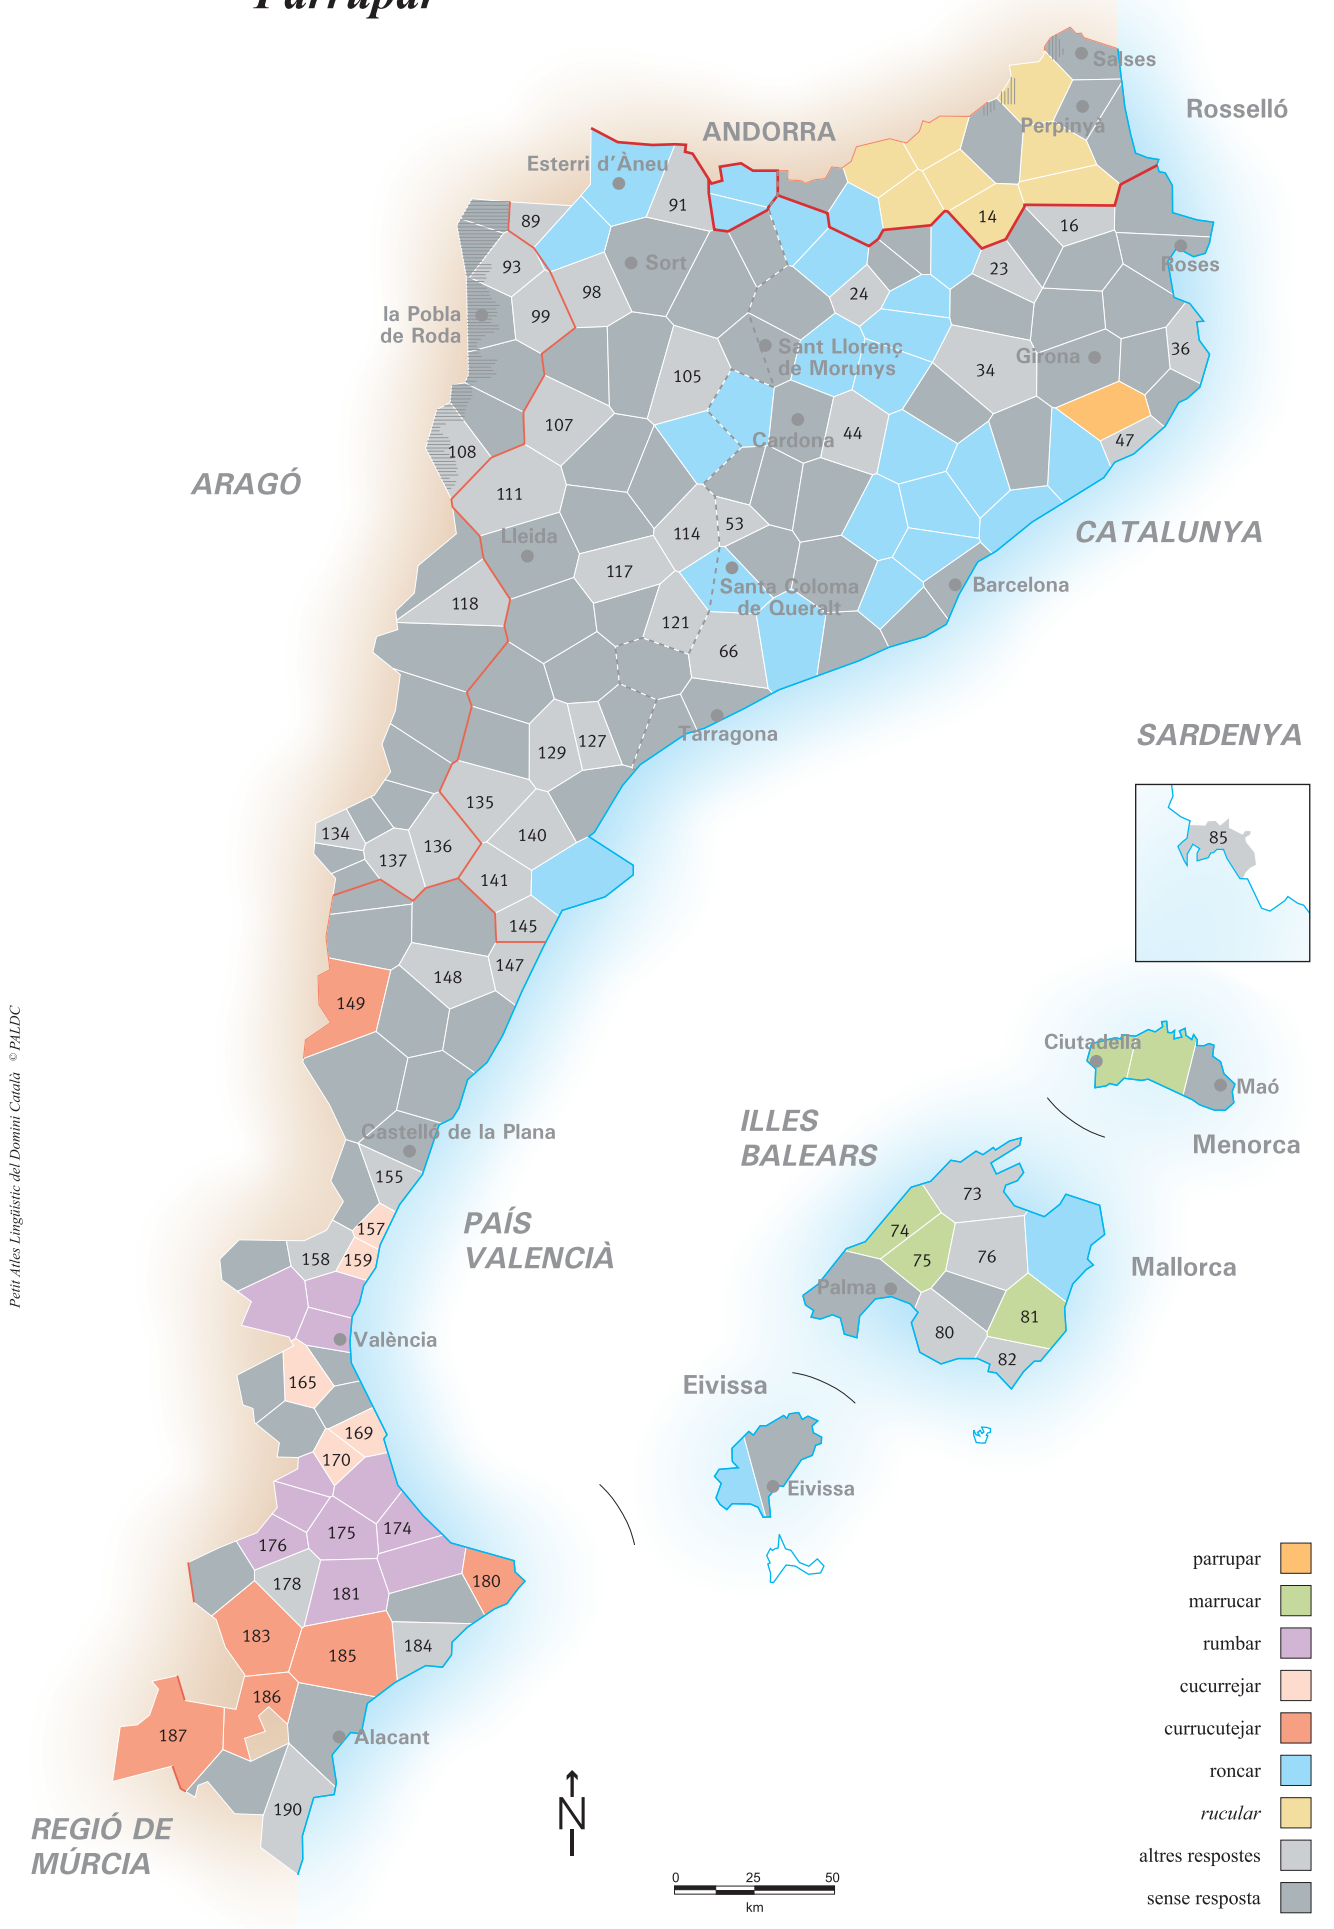 Parrupar
Salses
Rosselló
Perpinyà
ANDORRA
Esterri d'Àneu
91
89
14
16
Sort
93
98
23
Roses
24
la Pobla
de Roda
99
Sant Llorenç
de Morunys
Girona
36
105
34
107
Cardona
44
47
108
ARAGÓ
111
Lleida
114
53
CATALUNYA
117
Santa Coloma
de Queralt
Barcelona
118
121
66
Tarragona
129
127
SARDENYA
135
134
136
140
85
137
141
145
147
148
149
Petit Atles Lingüístic del Domini Català © PALDC
Ciutadella
Maó
Menorca
ILLES
BALEARS
Castelló de la Plana
155
73
157
PAÍS
VALENCIÀ
74
75
76
158
159
Mallorca
Palma
81
80
82
València
165
Eivissa
169
170
Eivissa
174
175
176
178
181
180
183
185
184
186
187
Alacant
190
REGIÓ DE
MÚRCIA
N
0 25 50
km
parrupar
marrucar
rumbar
cucurrejar
currucutejar
roncar
rucular
altres respostes
sense resposta